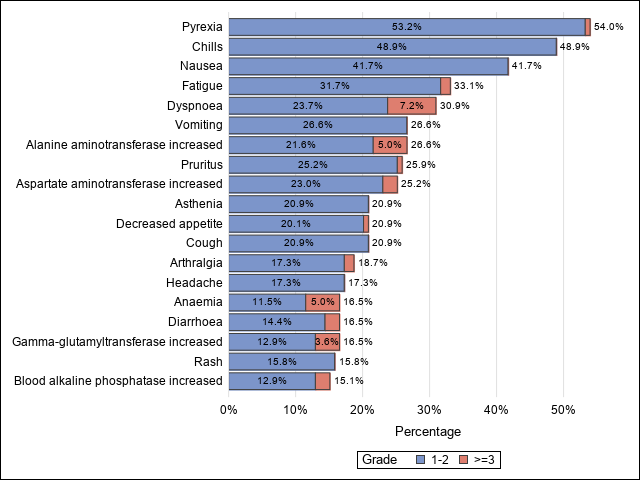 Pyrexia 53.2% 54.0%
Chills 48.9% 48.9%
Nausea 41.7% 41.7%
Fatigue 31.7% 33.1%
Dyspnoea 23.7% 7.2% 30.9%
Vomiting 26.6% 26.6%
Alanine aminotransferase increased 21.6% 5.0% 26.6%
Pruritus 25.2% 25.9%
Aspartate aminotransferase increased 23.0% 25.2%
Asthenia 20.9% 20.9%
Decreased appetite 20.1% 20.9%
Cough 20.9% 20.9%
Arthralgia 17.3% 18.7%
Headache 17.3% 17.3%
Anaemia 11.5% 5.0% 16.5%
Diarrhoea 14.4% 16.5%
Gamma-glutamyltransferase increased 12.9% 3.6% 16.5%
Rash 15.8% 15.8%
Blood alkaline phosphatase increased 12.9% 15.1%
0% 10% 20% 30% 40% 50%
Percentage
Grade 1-2 >=3